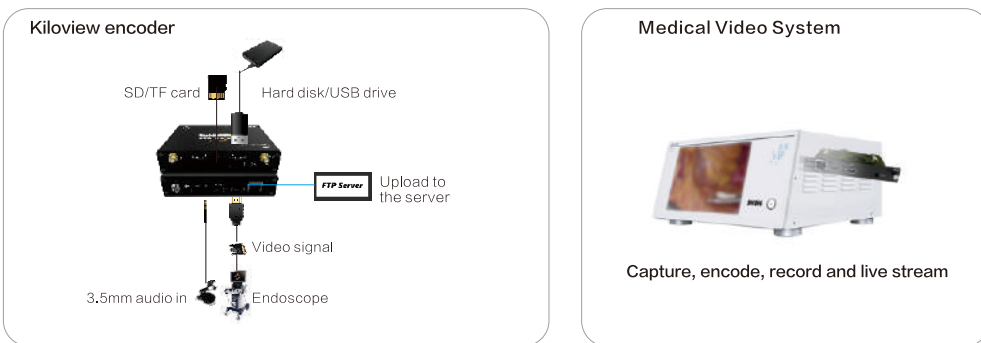 Kiloview encoder
SD/TF card
Hard disk/USB drive
FTP Server
Upload to
the server
Video signal
3.5mm audio in
Endoscope
Medical Video System
Capture, encode, record and live stream